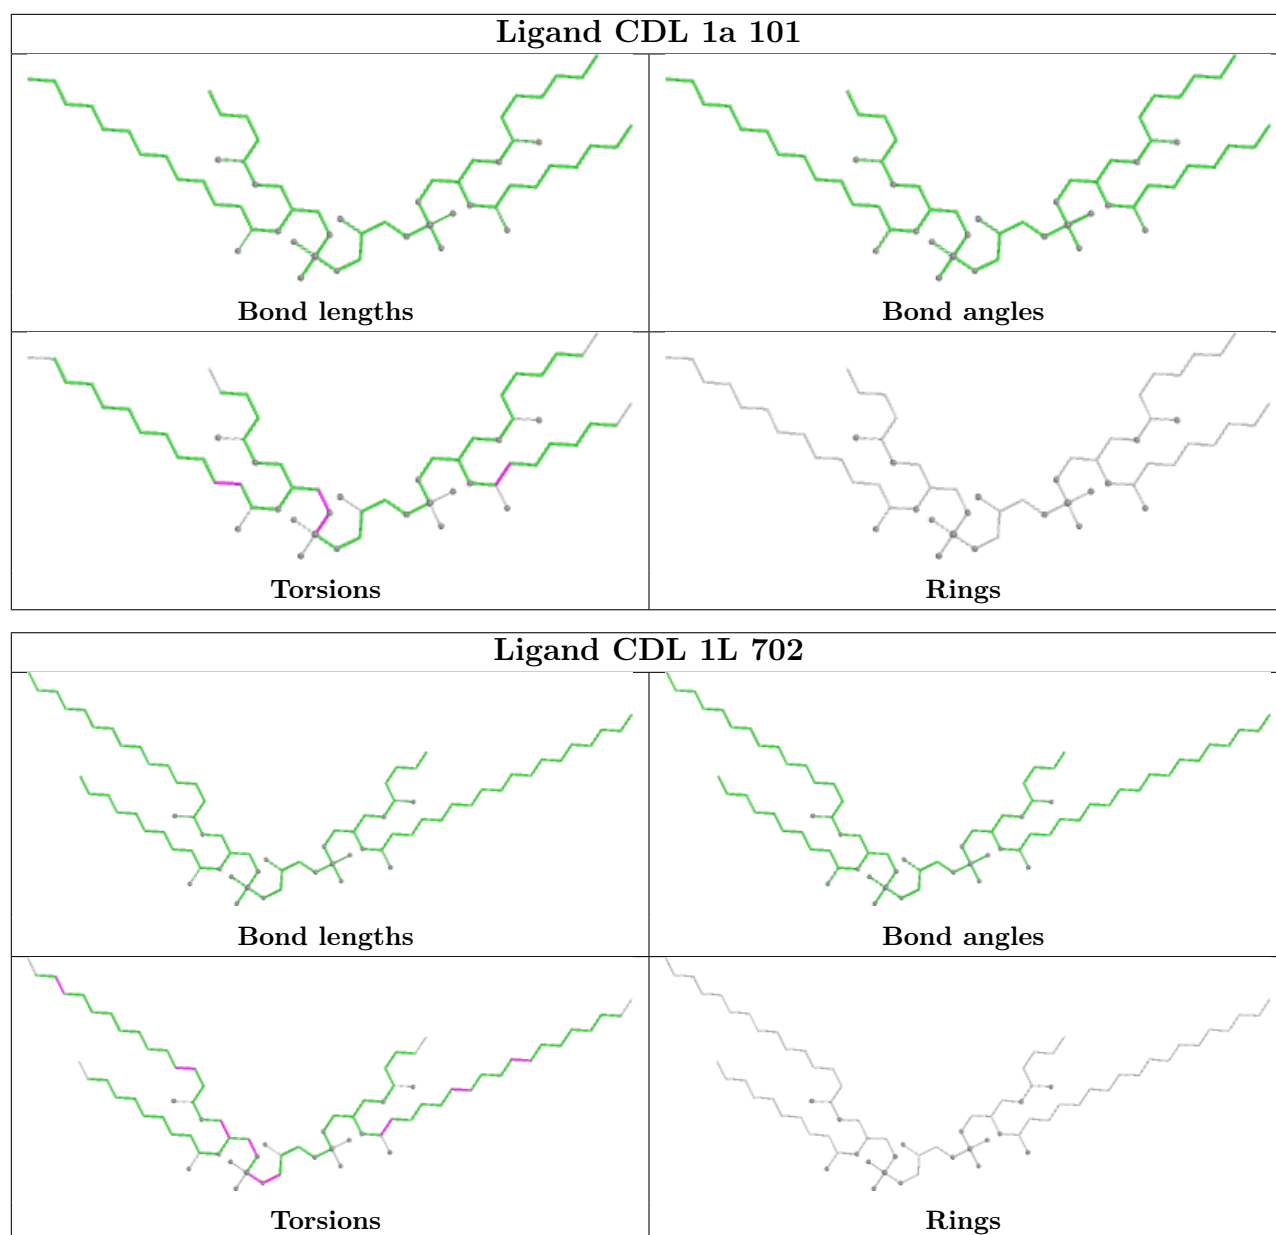 Ligand CDL 1a 101
Bond lengths
Bond angles
Torsions
Rings
Ligand CDL 1L 702
Bond lengths
Bond angles
Torsions
Rings